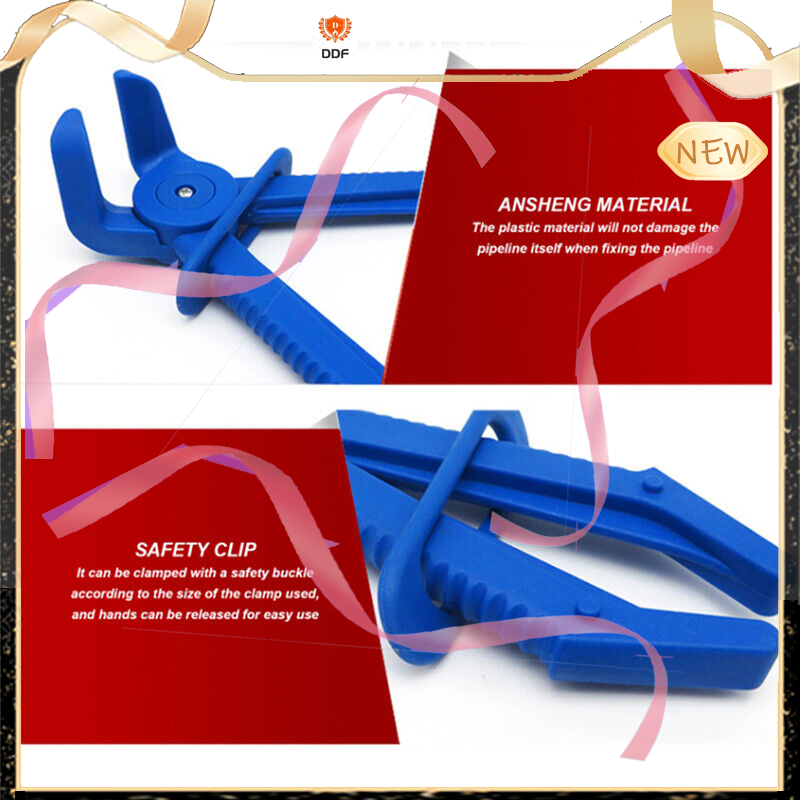 DDF
NEW
ANSHENG MATERIAL
The plastic material will not damage the
pipeline itself when fixing the pipeline
SAFETY CLIP
It can be clamped with a safety buckle
according to the size of the clamp used,
and hands can be released for easy use